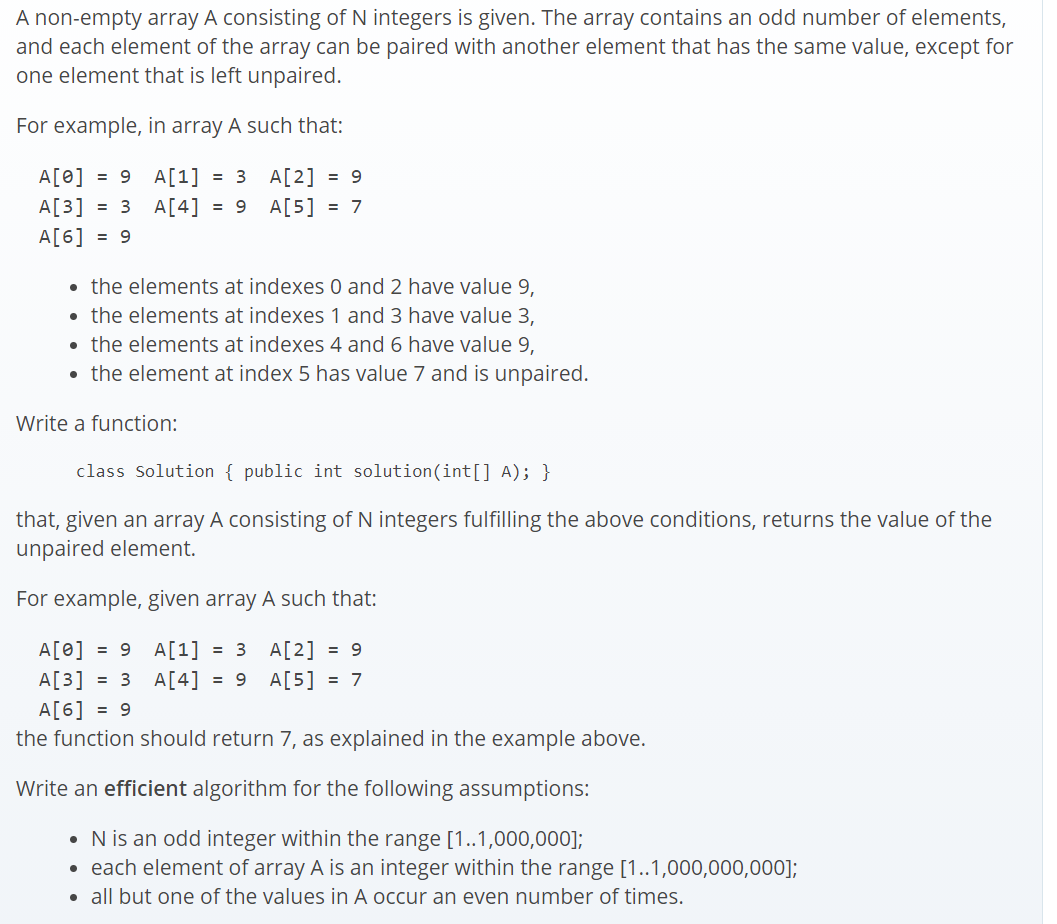 A non-empty array A consisting of N integers is given. The array contains an odd number of elements,
and each element of the array can be paired with another element that has the same value, except for
one element that is left unpaired.
For example, in array A such that:
A[0] = 9  A[1] = 3  A[2] = 9
A[3] = 3  A[4] = 9  A[5] = 7
A[6] = 9
• the elements at indexes 0 and 2 have value 9,
• the elements at indexes 1 and 3 have value 3,
• the elements at indexes 4 and 6 have value 9,
• the element at index 5 has value 7 and is unpaired.
Write a function:
class Solution { public int solution(int[] A); }
that, given an array A consisting of N integers fulfilling the above conditions, returns the value of the
unpaired element.
For example, given array A such that:
A[0] = 9  A[1] = 3  A[2] = 9
A[3] = 3  A[4] = 9  A[5] = 7
A[6] = 9
the function should return 7, as explained in the example above.
Write an efficient algorithm for the following assumptions:
• N is an odd integer within the range [1..1,000,000];
• each element of array A is an integer within the range [1..1,000,000,000];
• all but one of the values in A occur an even number of times.